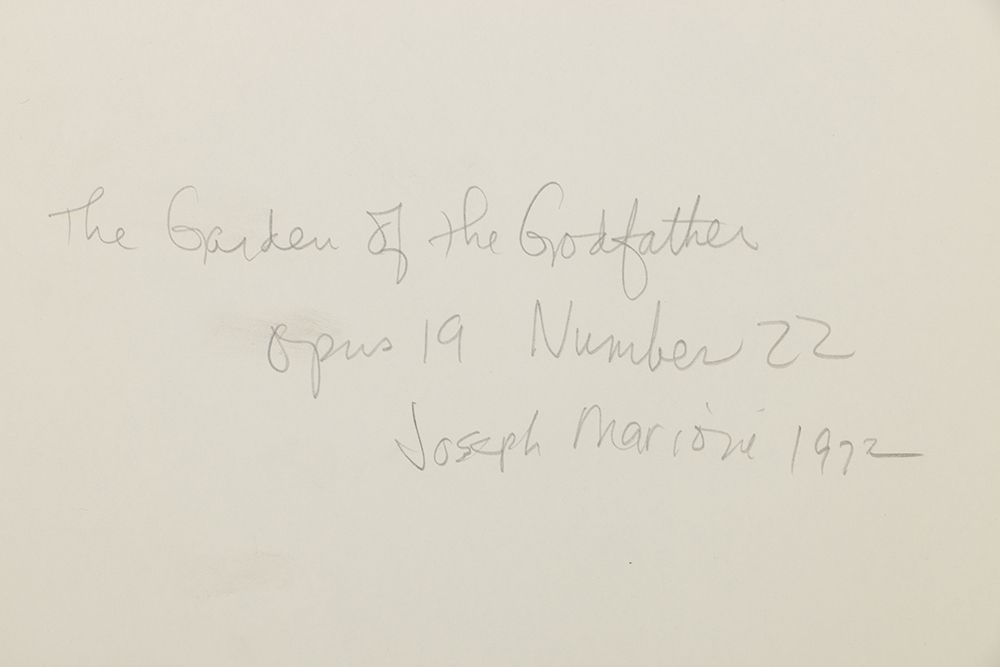 The Garden of the Godfather
opus 19 Number 22
Joseph Marioni 1972